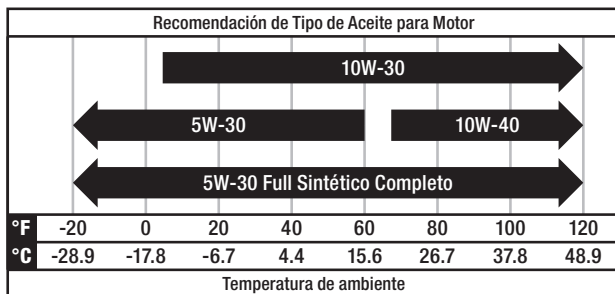 Recomendación de Tipo de Aceite para Motor
10W-30
5W-30 10W-40
5W-30 Full Sintético Completo
°F -20 0 20 40 60 80 100 120
°C -28.9 -17.8 -6.7 4.4 15.6 26.7 37.8 48.9
Temperatura de ambiente